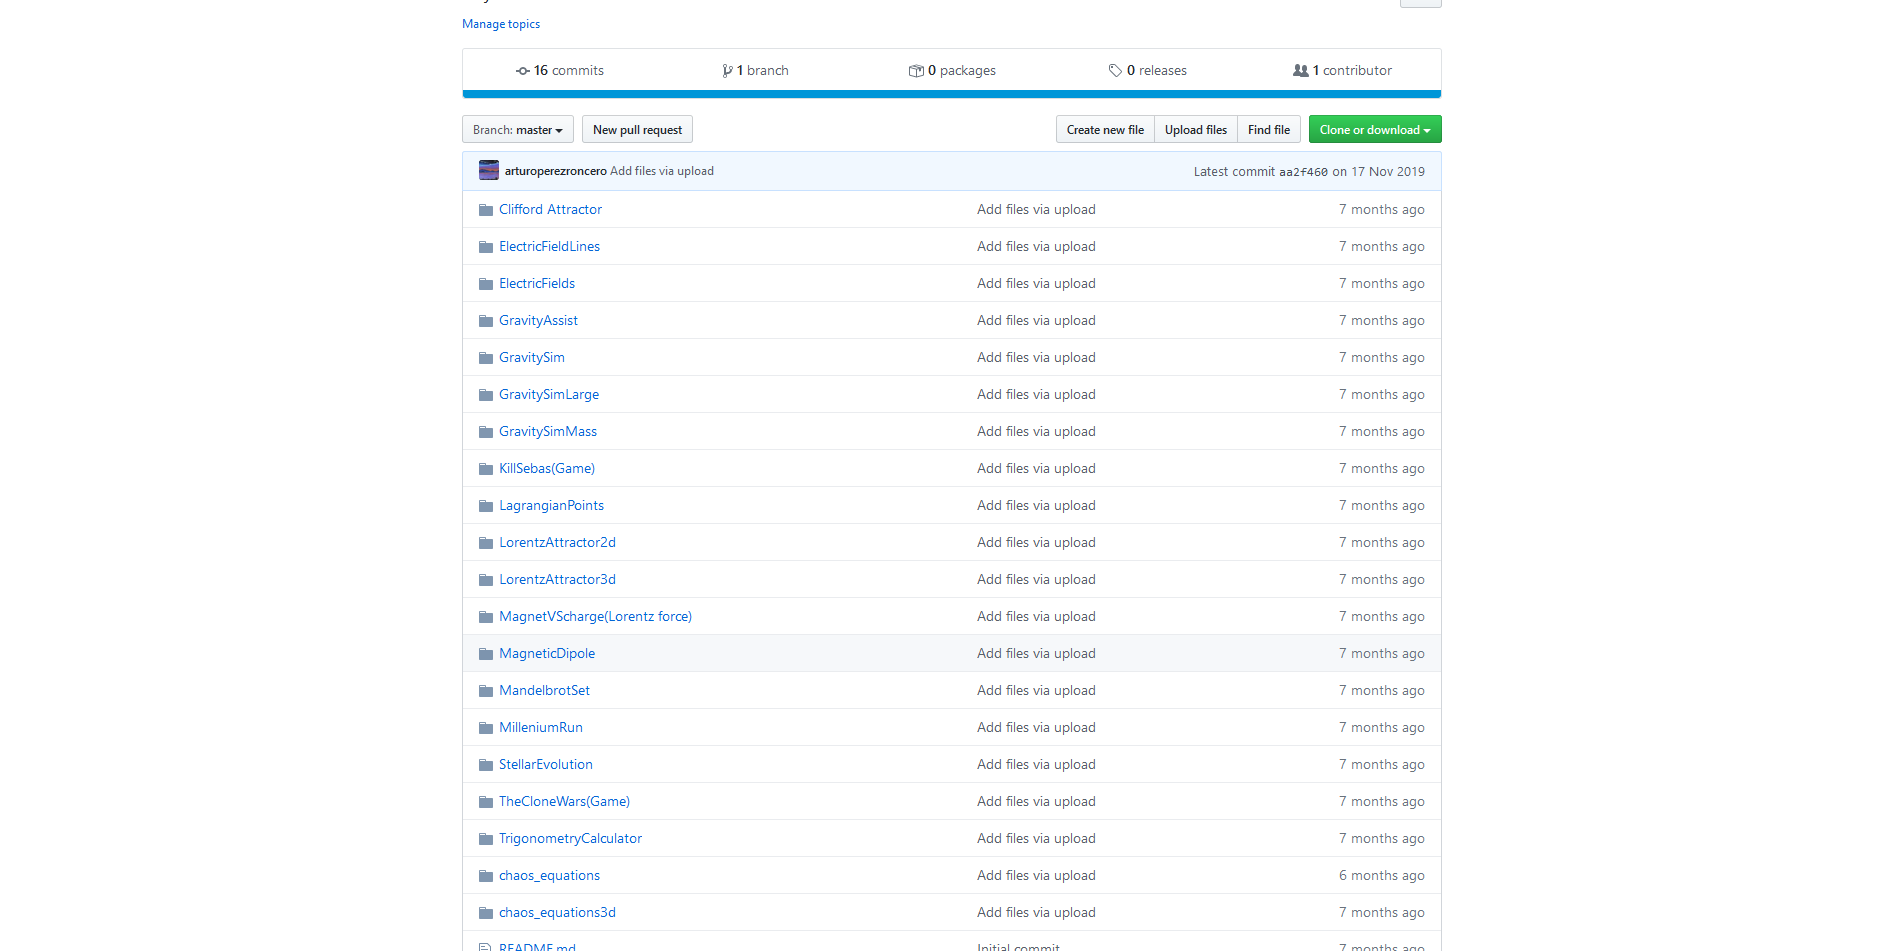 Manage topics
16 commits 1 branch 0 packages 0 releases 1 contributor
Branch: master New pull request Create new file Upload files Find file Clone or download
arturoperezroncero Add files via upload Latest commit aa2f460 on 17 Nov 2019
Clifford Attractor Add files via upload 7 months ago
ElectricFieldLines Add files via upload 7 months ago
ElectricFields Add files via upload 7 months ago
GravityAssist Add files via upload 7 months ago
GravitySim Add files via upload 7 months ago
GravitySimLarge Add files via upload 7 months ago
GravitySimMass Add files via upload 7 months ago
KillSebas(Game) Add files via upload 7 months ago
LagrangianPoints Add files via upload 7 months ago
LorentzAttractor2d Add files via upload 7 months ago
LorentzAttractor3d Add files via upload 7 months ago
MagnetVScharge(Lorentz force) Add files via upload 7 months ago
MagneticDipole Add files via upload 7 months ago
MandelbrotSet Add files via upload 7 months ago
MilleniumRun Add files via upload 7 months ago
StellarEvolution Add files via upload 7 months ago
TheCloneWars(Game) Add files via upload 7 months ago
TrigonometryCalculator Add files via upload 7 months ago
chaos_equations Add files via upload 6 months ago
chaos_equations3d Add files via upload 7 months ago
README.md Initial commit 7 months ago